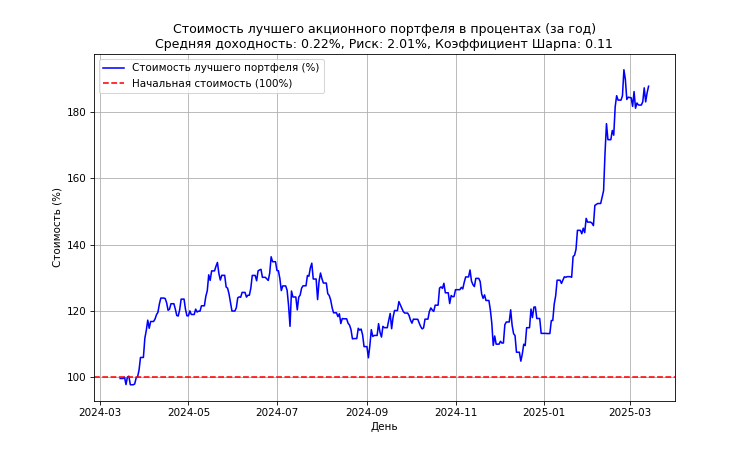 Стоимость лучшего акционного портфеля в процентах (за год)
Средняя доходность: 0.22%, Риск: 2.01%, Коэффициент Шарпа: 0.11
Стоимость лучшего портфеля (%)
Начальная стоимость (100%)
Стоимость (%)
180
160
140
120
100
2024-03
2024-05
2024-07
2024-09
2024-11
2025-01
2025-03
День